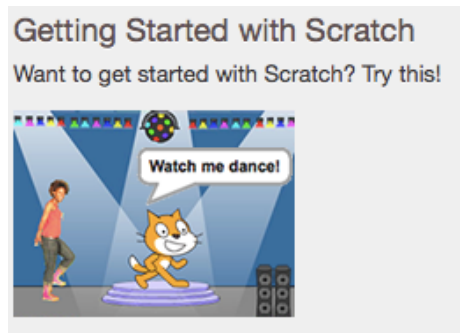 Getting Started with Scratch
Want to get started with Scratch? Try this!
Watch me dance!